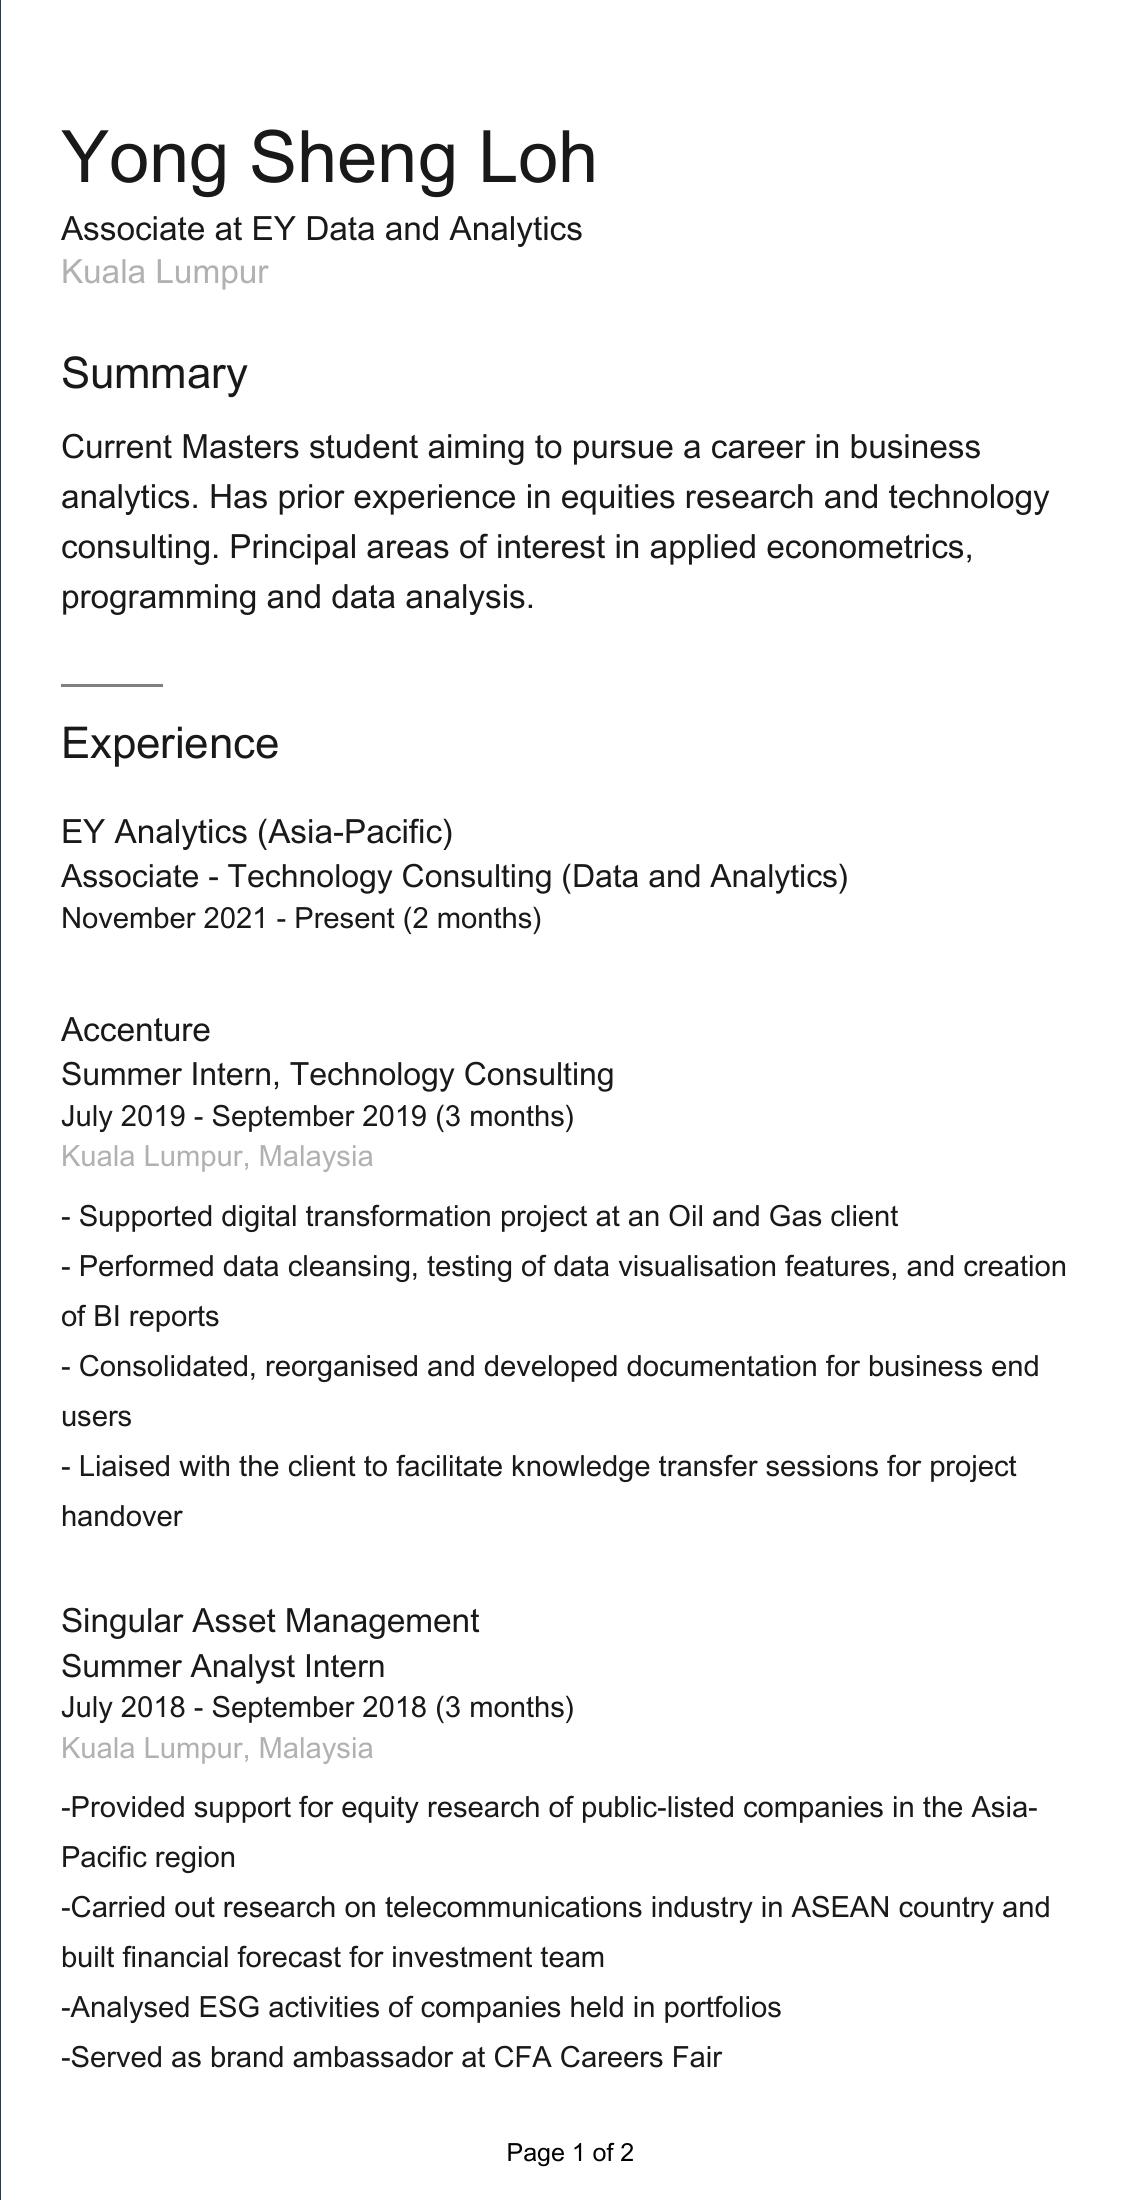 Yong Sheng Loh
Associate at EY Data and Analytics
Kuala Lumpur
Summary
Current Masters student aiming to pursue a career in business
analytics. Has prior experience in equities research and technology
consulting. Principal areas of interest in applied econometrics,
programming and data analysis.
Experience
EY Analytics (Asia-Pacific)
Associate - Technology Consulting (Data and Analytics)
November 2021 - Present (2 months)
Accenture
Summer Intern, Technology Consulting
July 2019 - September 2019 (3 months)
Kuala Lumpur, Malaysia
- Supported digital transformation project at an Oil and Gas client
- Performed data cleansing, testing of data visualisation features, and creation
of BI reports
- Consolidated, reorganised and developed documentation for business end
users
- Liaised with the client to facilitate knowledge transfer sessions for project
handover
Singular Asset Management
Summer Analyst Intern
July 2018 - September 2018 (3 months)
Kuala Lumpur, Malaysia
-Provided support for equity research of public-listed companies in the Asia-
Pacific region
-Carried out research on telecommunications industry in ASEAN country and
built financial forecast for investment team
-Analysed ESG activities of companies held in portfolios
-Served as brand ambassador at CFA Careers Fair
Page 1 of 2